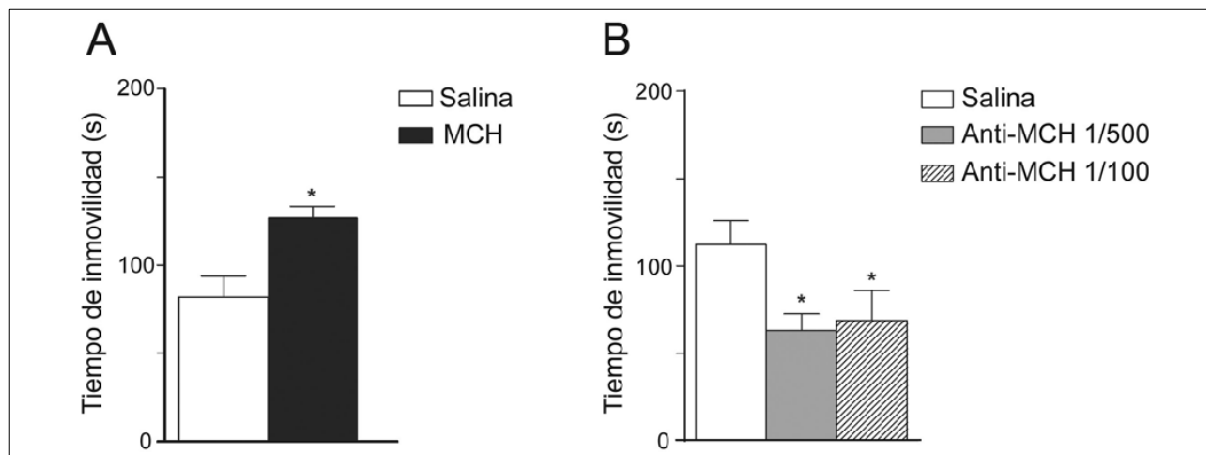 A
Tiempo de inmovilidad (s)
200
100
0
Salina
MCH
*
B
Tiempo de inmovilidad (s)
200
100
0
Salina
Anti-MCH 1/500
Anti-MCH 1/100
*
*